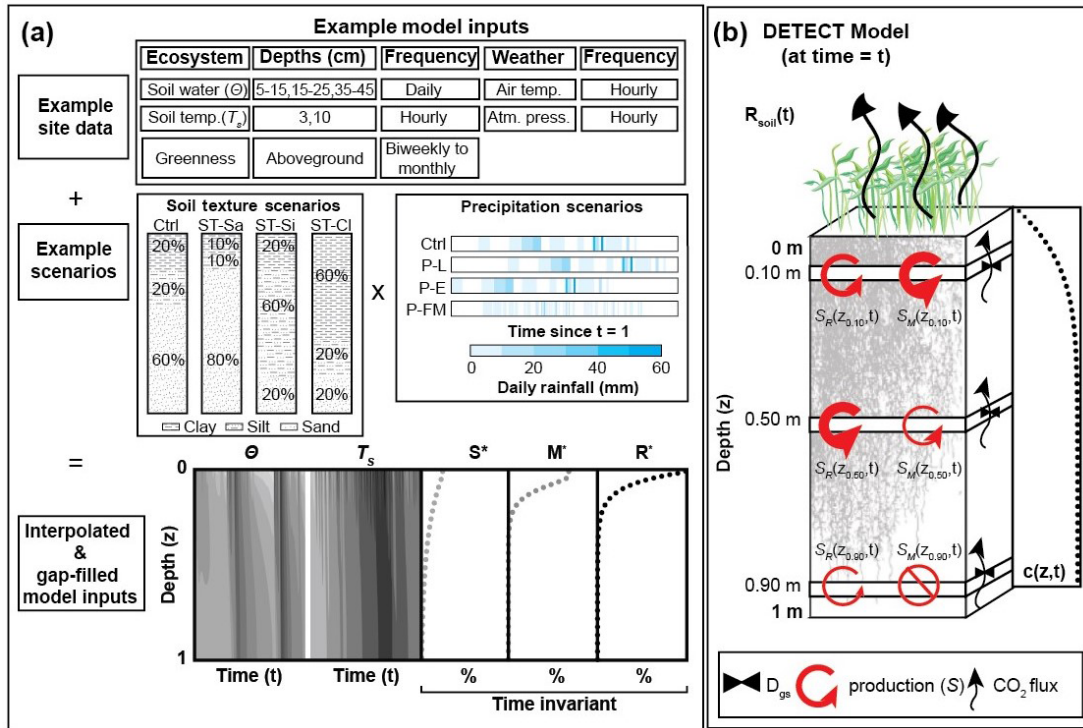 (a)
Example model inputs
Example
site data
Ecosystem Depths (cm) Frequency Weather Frequency
Soil water (Θ) 5-15,15-25,35-45 Daily Air temp. Hourly
Soil temp.(Ts) 3,10 Hourly Atm. press. Hourly
Greenness Aboveground Biweekly to
monthly
+
Example
scenarios
Soil texture scenarios
Ctrl ST-Sa ST-Si ST-Cl
20% 10% 20%
10%
60%
20%
60%
20%
60% 80%
20% 20%
Clay Silt Sand
X
Precipitation scenarios
Ctrl
P-L
P-E
P-FM
Time since t = 1
0 20 40 60
Daily rainfall (mm)
=
Interpolated
&
gap-filled
model inputs
Θ Ts S* M* R*
0
Depth (z)
1
Time (t) Time (t) % % %
Time invariant
(b) DETECT Model
(at time = t)
Rsoil(t)
0 m
0.10 m
SR(z0.10,t) SM(z0.10,t)
Depth (z)
0.50 m
SR(z0.50,t) SM(z0.50,t)
SR(z0.90,t) SM(z0.90,t)
0.90 m
c(z,t)
1 m
Dgs production (S) CO2 flux